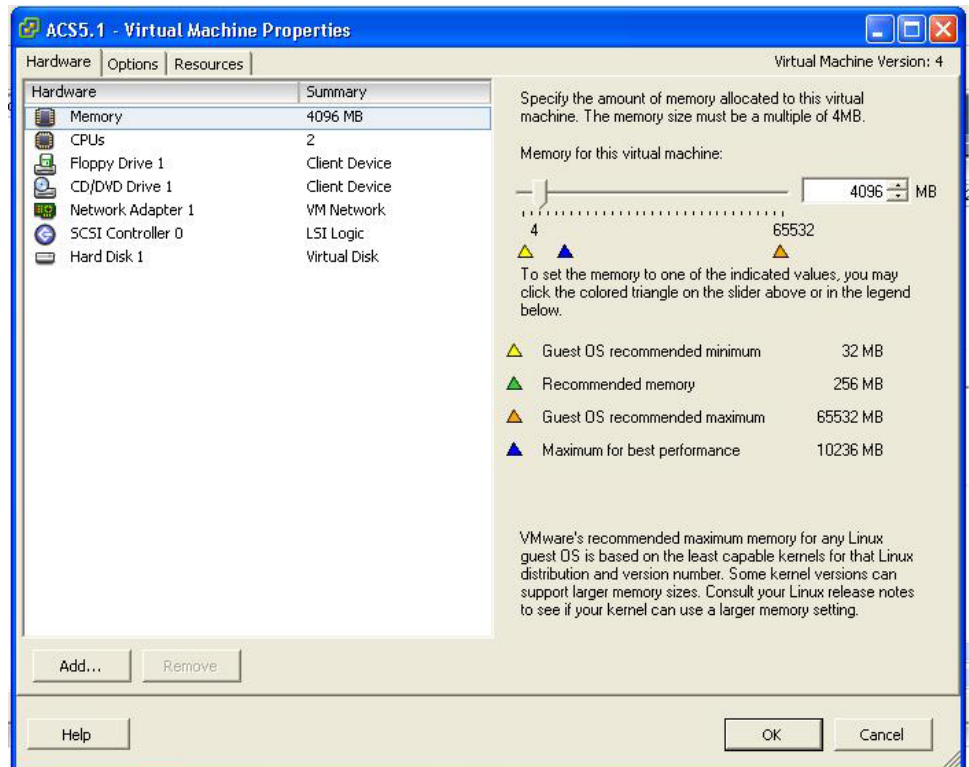 ACS5.1 - Virtual Machine Properties
Hardware Options Resources Virtual Machine Version: 4
Hardware Summary
Memory 4096 MB
CPUs 2
Floppy Drive 1 Client Device
CD/DVD Drive 1 Client Device
Network Adapter 1 VM Network
SCSI Controller 0 LSI Logic
Hard Disk 1 Virtual Disk
Add... Remove
Specify the amount of memory allocated to this virtual
machine. The memory size must be a multiple of 4MB.
Memory for this virtual machine:
4096 MB
4 65532
To set the memory to one of the indicated values, you may
click the colored triangle on the slider above or in the legend
below.
Guest OS recommended minimum 32 MB
Recommended memory 256 MB
Guest OS recommended maximum 65532 MB
Maximum for best performance 10236 MB
VMware's recommended maximum memory for any Linux
guest OS is based on the least capable kernels for that Linux
distribution and version number. Some kernel versions can
support larger memory sizes. Consult your Linux release notes
to see if your kernel can use a larger memory setting.
Help OK Cancel